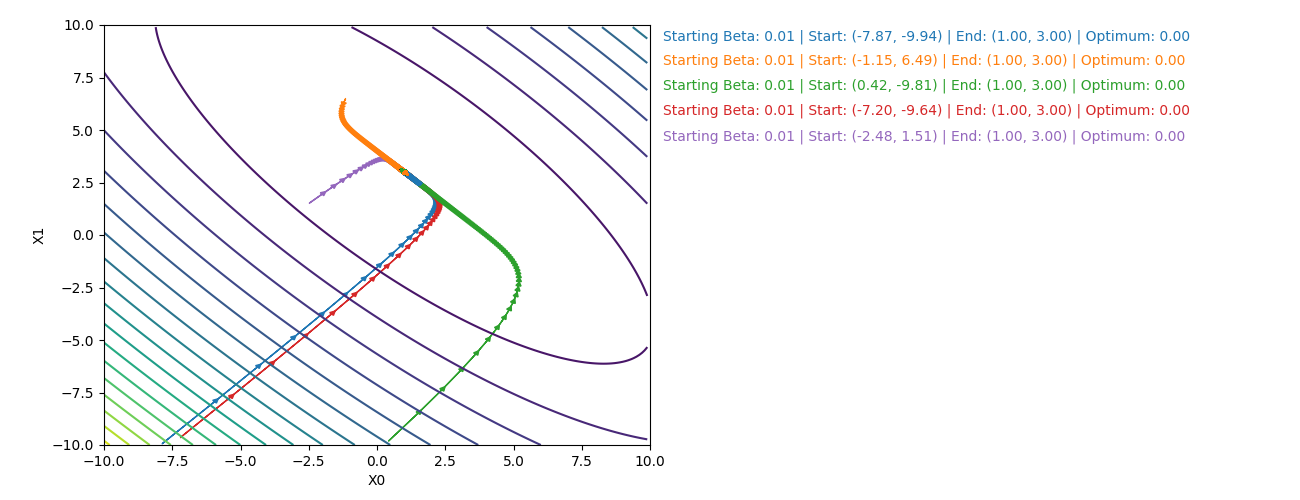 10.0
7.5
5.0
2.5
0.0
−2.5
−5.0
−7.5
−10.0
X1
−10.0 −7.5 −5.0 −2.5 0.0 2.5 5.0 7.5 10.0
X0
Starting Beta: 0.01 | Start: (-7.87, -9.94) | End: (1.00, 3.00) | Optimum: 0.00
Starting Beta: 0.01 | Start: (-1.15, 6.49) | End: (1.00, 3.00) | Optimum: 0.00
Starting Beta: 0.01 | Start: (0.42, -9.81) | End: (1.00, 3.00) | Optimum: 0.00
Starting Beta: 0.01 | Start: (-7.20, -9.64) | End: (1.00, 3.00) | Optimum: 0.00
Starting Beta: 0.01 | Start: (-2.48, 1.51) | End: (1.00, 3.00) | Optimum: 0.00